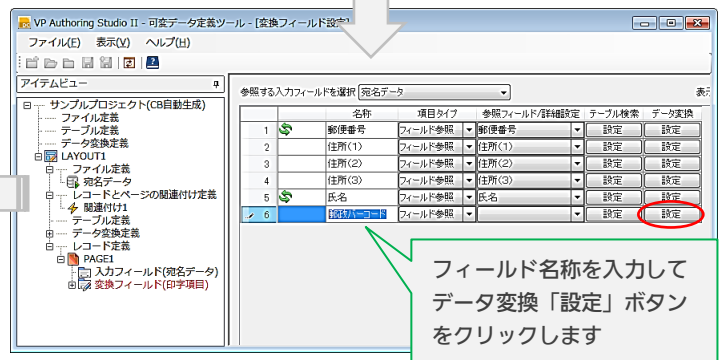 VP Authoring Studio II - 可変データ定義ツール - [変換フィールド設定]
ファイル(F) 表示(V) ヘルプ(H)
アイテムビュー
サンプルプロジェクト(CB自動生成)
ファイル定義
テーブル定義
データ変換定義
LAYOUT1
ファイル定義
宛名データ
レコードとページの関連付け定義
関連付け1
テーブル定義
データ変換定義
レコード定義
PAGE1
入力フィールド(宛名データ)
変換フィールド(印字項目)
参照する入力フィールドを選択 宛名データ 表示
名称 項目タイプ 参照フィールド/詳細設定 テーブル検索 データ変換
1 郵便番号 フィールド参照 郵便番号 設定 設定
2 住所(1) フィールド参照 住所(1) 設定 設定
3 住所(2) フィールド参照 住所(2) 設定 設定
4 住所(3) フィールド参照 住所(3) 設定 設定
5 氏名 フィールド参照 氏名 設定 設定
6 郵政バーコード フィールド参照 設定 設定
フィールド名称を入力して
データ変換「設定」ボタン
をクリックします